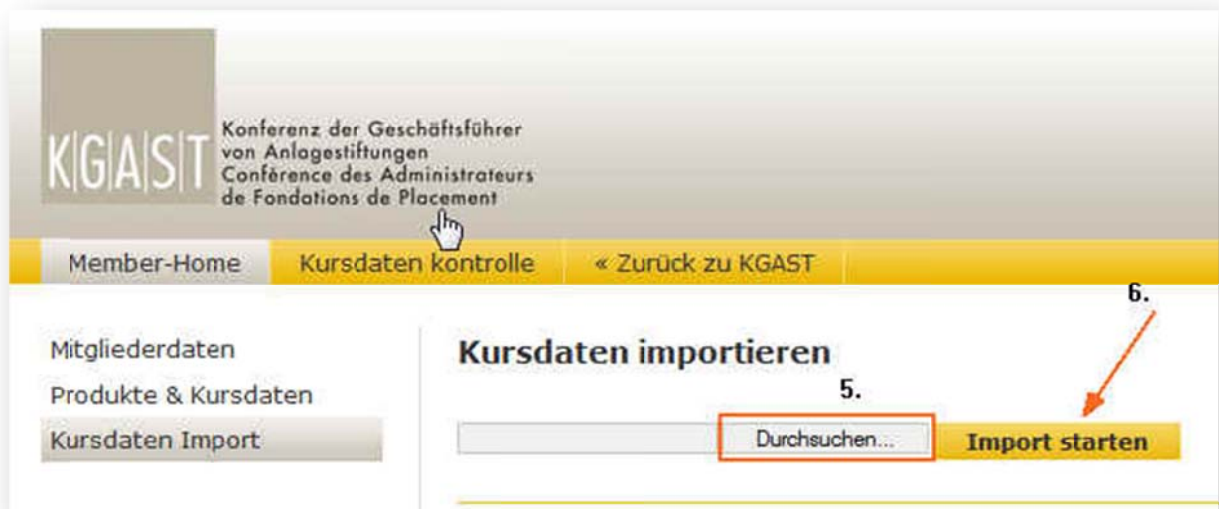 K|G|A|S|T
Konferenz der Geschäftsführer
von Anlagestiftungen
Conférence des Administrateurs
de Fondations de Placement
Member-Home Kursdaten kontrolle « Zurück zu KGAST
6.
Mitgliederdaten
Produkte & Kursdaten
Kursdaten Import
Kursdaten importieren
5.
Durchsuchen... Import starten